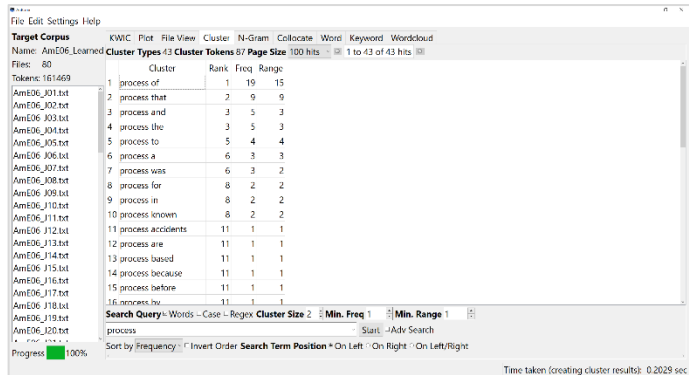 File Edit Settings Help
Target Corpus
Name: AmE06_Learned
Files: 80
Tokens: 161469
AmE06_J01.txt
AmE06_J02.txt
AmE06_J03.txt
AmE06_J04.txt
AmE06_J05.txt
AmE06_J06.txt
AmE06_J07.txt
AmE06_J08.txt
AmE06_J09.txt
AmE06_J10.txt
AmE06_J11.txt
AmE06_J12.txt
AmE06_J13.txt
AmE06_J14.txt
AmE06_J15.txt
AmE06_J16.txt
AmE06_J17.txt
AmE06_J18.txt
AmE06_J19.txt
AmE06_J20.txt
Progress 100%
KWIC Plot File View Cluster N-Gram Collocate Word Keyword Wordcloud
Cluster Types 43 Cluster Tokens 87 Page Size 100 hits 1 to 43 of 43 hits
Cluster Rank Freq Range
1 process of 1 19 15
2 process that 2 9 9
3 process and 3 5 3
4 process the 3 5 3
5 process to 5 4 4
6 process a 6 3 3
7 process was 6 3 2
8 process for 8 2 2
9 process in 8 2 2
10 process known 8 2 2
11 process accidents 11 1 1
12 process are 11 1 1
13 process based 11 1 1
14 process because 11 1 1
15 process before 11 1 1
16 process by 11 1 1
Search Query Words Case Regex Cluster Size 2 Min. Freq 1 Min. Range 1
process Start Adv Search
Sort by Frequency Invert Order Search Term Position On Left On Right On Left/Right
Time taken (creating cluster results): 0.2029 sec